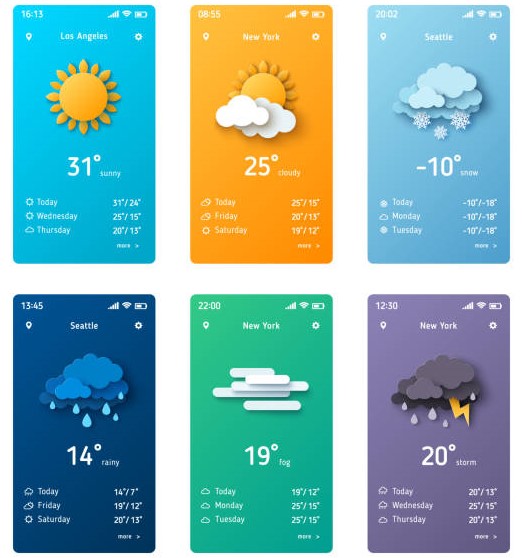 16:13
Los Angeles
31° sunny
Today 31°/ 24°
Wednesday 25°/ 15°
Thursday 20°/ 13°
more >
08:55
New York
25° cloudy
Today 25°/ 15°
Friday 20°/ 13°
Saturday 19°/ 12°
more >
20:02
Seattle
-10° snow
Today -10°/-18°
Monday -10°/-18°
Tuesday -10°/-18°
more >
13:45
Seattle
14° rainy
Today 14°/ 7°
Friday 19°/ 12°
Saturday 20°/ 13°
more >
22:00
New York
19° fog
Today 19°/ 12°
Monday 25°/ 15°
Tuesday 25°/ 15°
more >
12:30
New York
20° storm
Today 20°/ 13°
Wednesday 25°/ 15°
Thursday 20°/ 13°
more >